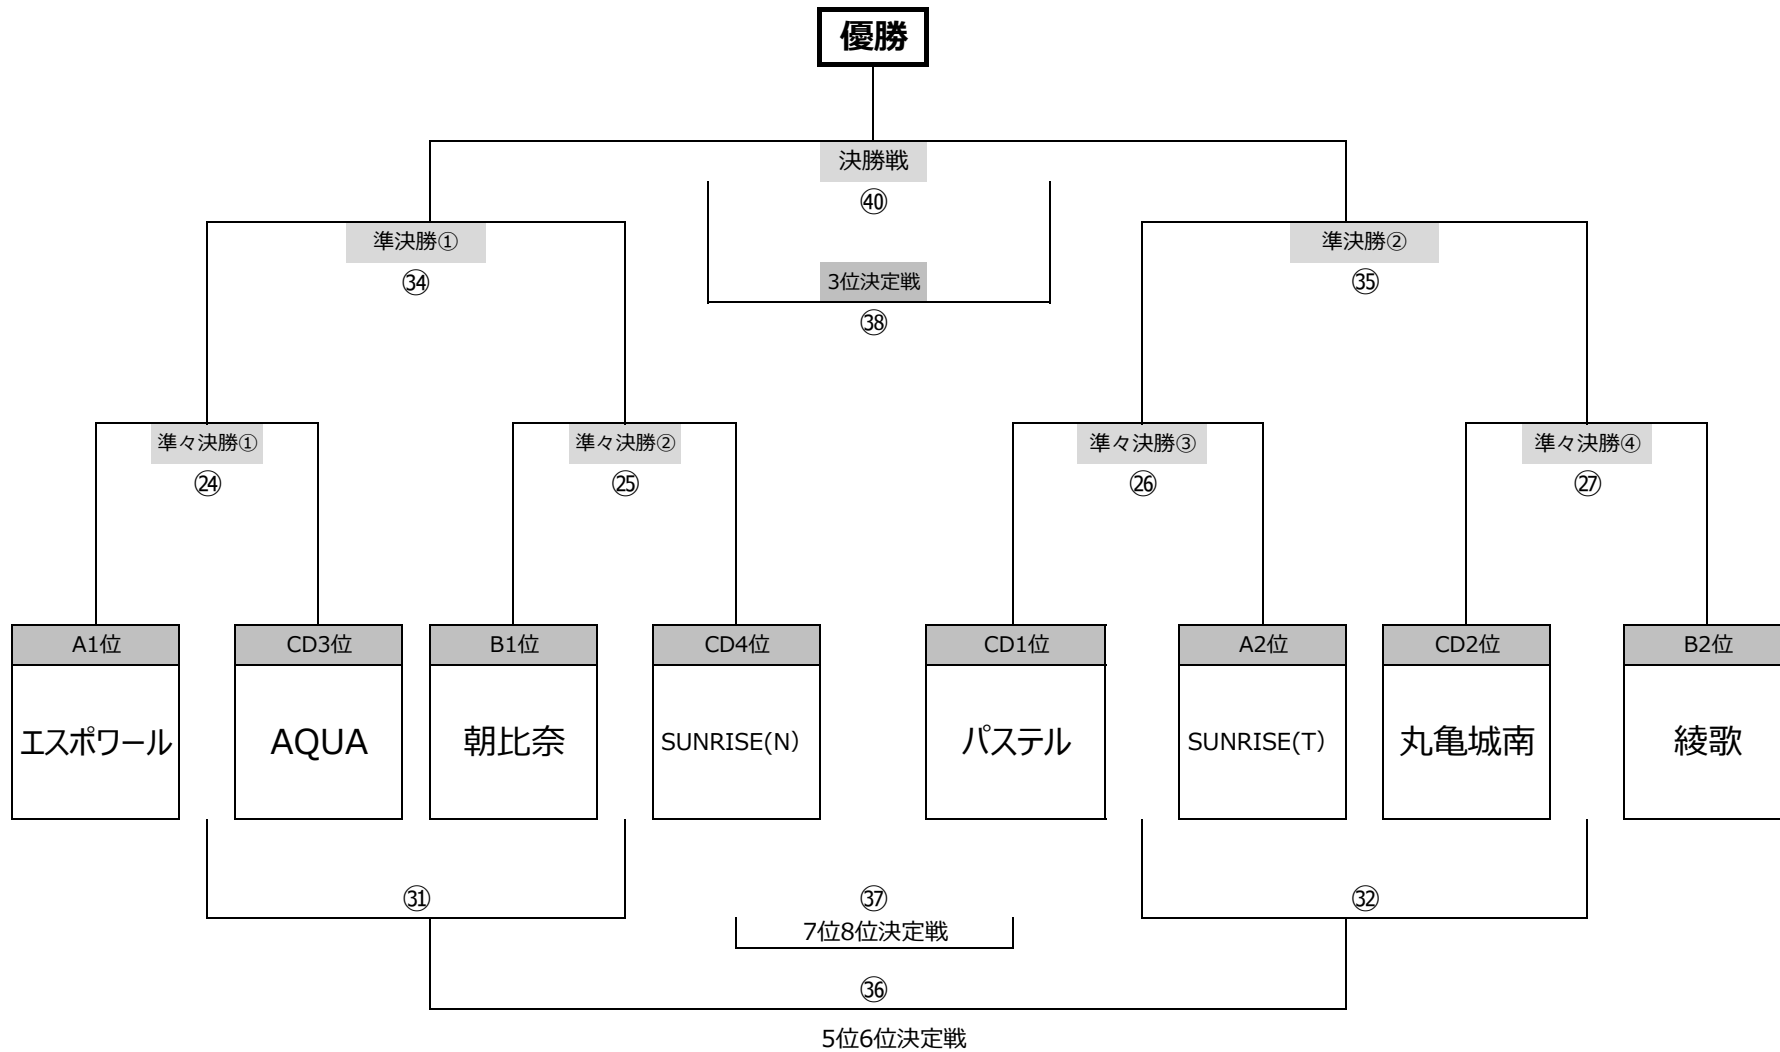 優勝
決勝戦
㊵
準決勝①
㉞
3位決定戦
㊳
準決勝②
㉟
準々決勝①
㉔
準々決勝②
㉕
準々決勝③
㉖
準々決勝④
㉗
A1位
CD3位
B1位
CD4位
CD1位
A2位
CD2位
B2位
エスポワール
AQUA
朝比奈
SUNRISE(N）
パステル
SUNRISE(T）
丸亀城南
綾歌
㉛
㊲
㉜
7位8位決定戦
㊱
5位6位決定戦